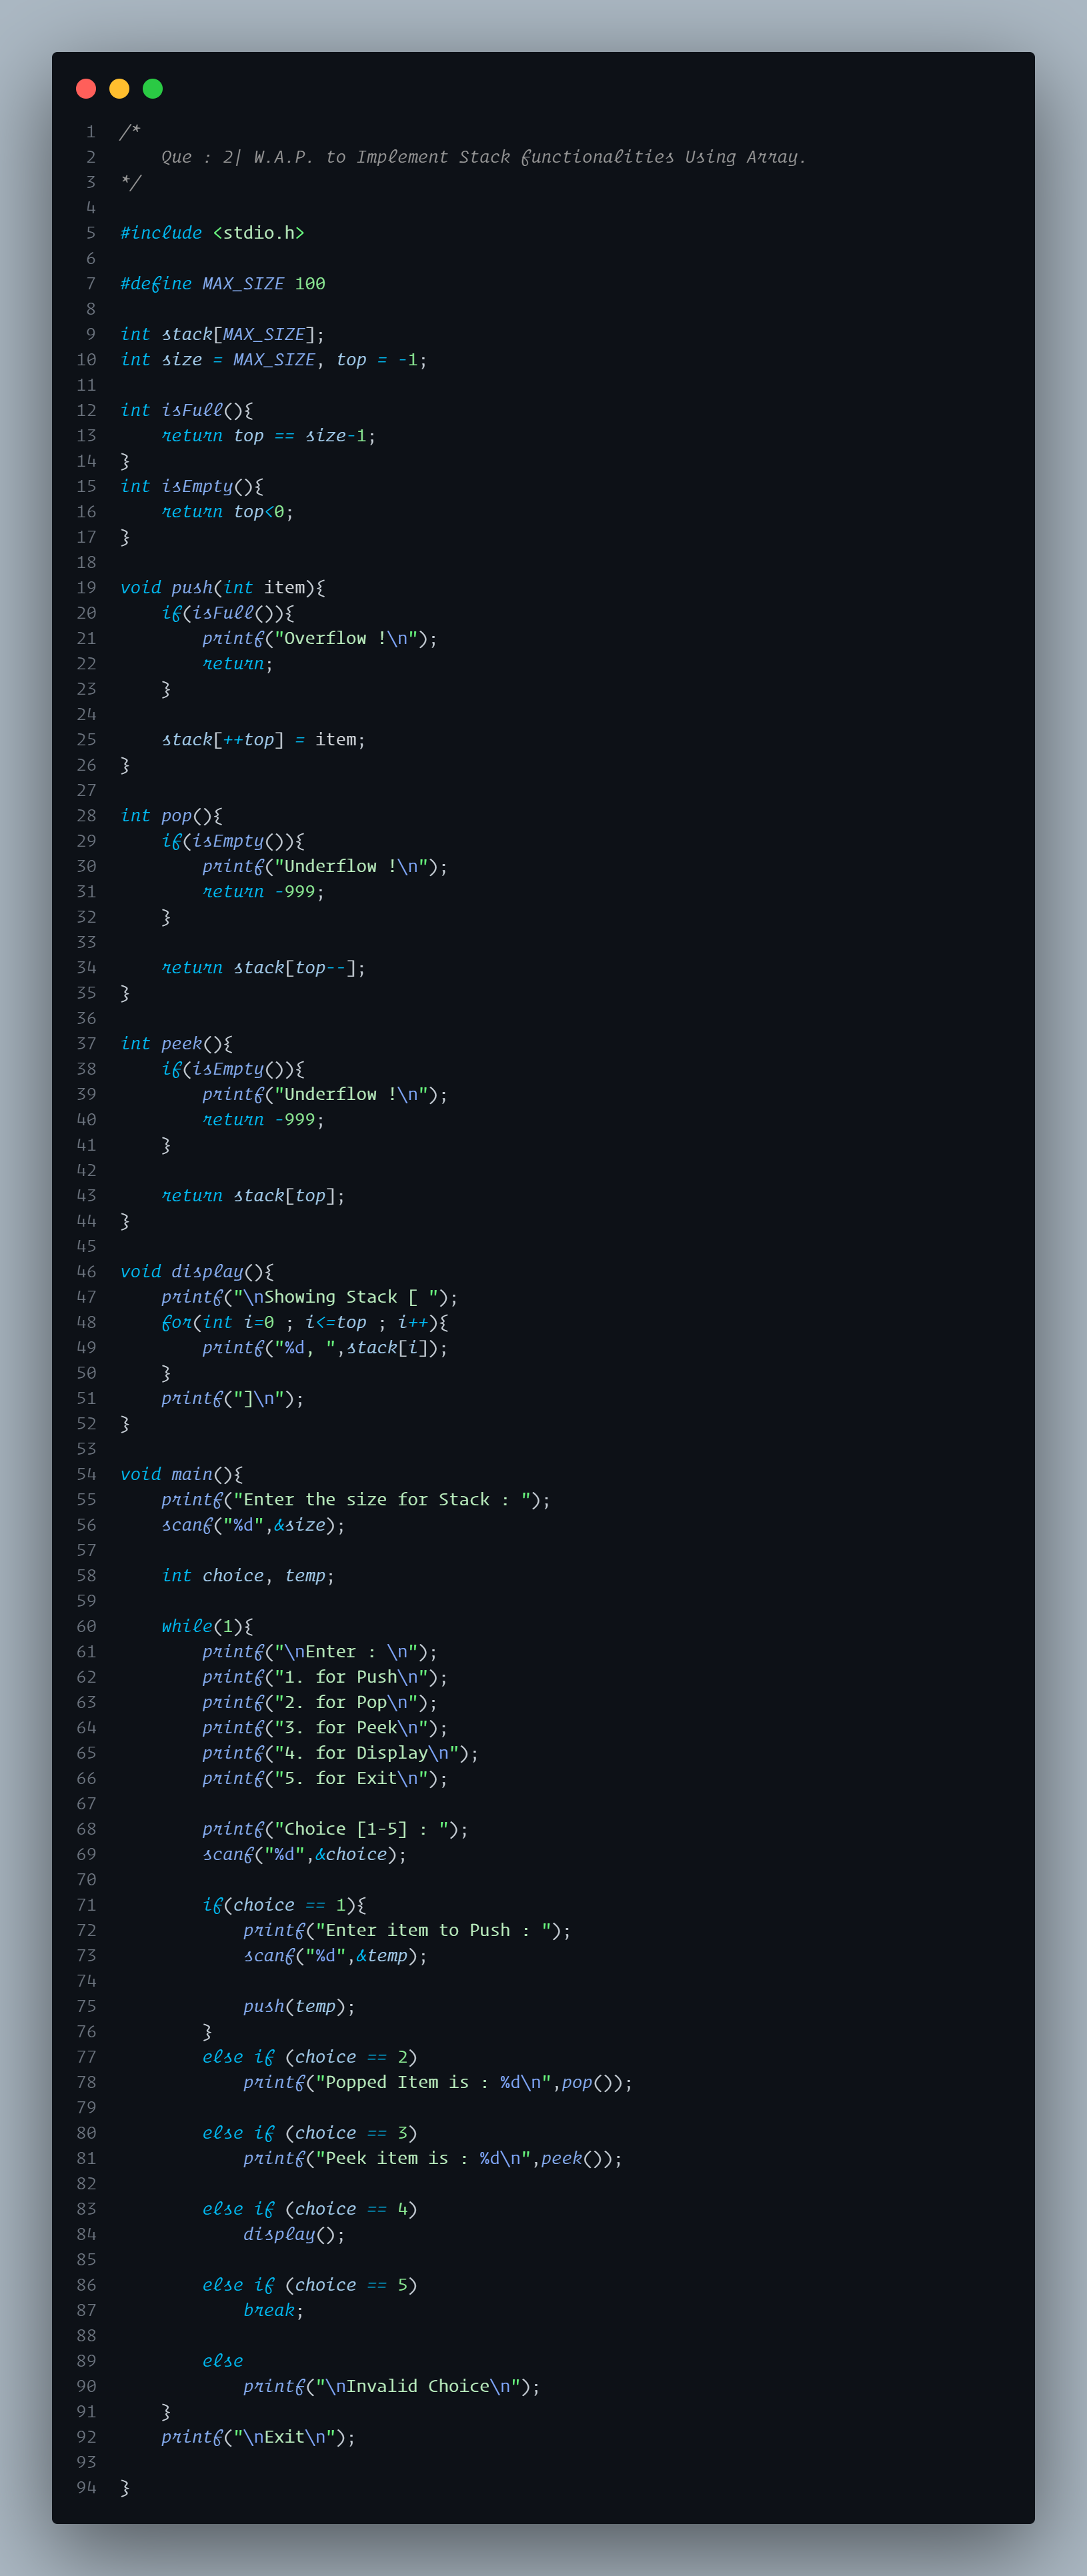 1 /*
2     Que : 2| W.A.P. to Implement Stack functionalities Using Array.
3 */
4
5 #include <stdio.h>
6
7 #define MAX_SIZE 100
8
9 int stack[MAX_SIZE];
10 int size = MAX_SIZE, top = -1;
11
12 int isFull(){
13     return top == size-1;
14 }
15 int isEmpty(){
16     return top<0;
17 }
18
19 void push(int item){
20     if(isFull()){
21         printf("Overflow !\n");
22         return;
23     }
24
25     stack[++top] = item;
26 }
27
28 int pop(){
29     if(isEmpty()){
30         printf("Underflow !\n");
31         return -999;
32     }
33
34     return stack[top--];
35 }
36
37 int peek(){
38     if(isEmpty()){
39         printf("Underflow !\n");
40         return -999;
41     }
42
43     return stack[top];
44 }
45
46 void display(){
47     printf("\nShowing Stack [ ");
48     for(int i=0 ; i<=top ; i++){
49         printf("%d, ",stack[i]);
50     }
51     printf("]\n");
52 }
53
54 void main(){
55     printf("Enter the size for Stack : ");
56     scanf("%d",&size);
57
58     int choice, temp;
59
60     while(1){
61         printf("\nEnter : \n");
62         printf("1. for Push\n");
63         printf("2. for Pop\n");
64         printf("3. for Peek\n");
65         printf("4. for Display\n");
66         printf("5. for Exit\n");
67
68         printf("Choice [1-5] : ");
69         scanf("%d",&choice);
70
71         if(choice == 1){
72             printf("Enter item to Push : ");
73             scanf("%d",&temp);
74
75             push(temp);
76         }
77         else if (choice == 2)
78             printf("Popped Item is : %d\n",pop());
79
80         else if (choice == 3)
81             printf("Peek item is : %d\n",peek());
82
83         else if (choice == 4)
84             display();
85
86         else if (choice == 5)
87             break;
88
89         else
90             printf("\nInvalid Choice\n");
91     }
92     printf("\nExit\n");
93
94 }